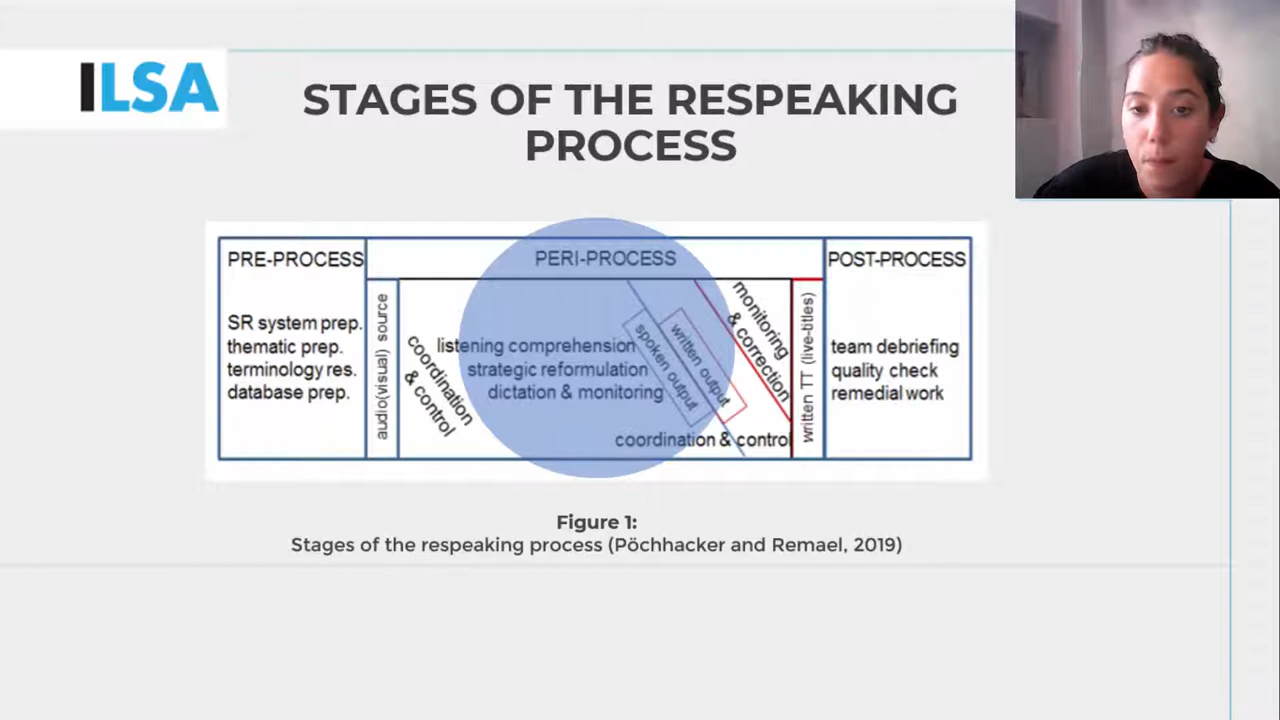 ILSA
STAGES OF THE RESPEAKING
PROCESS
PRE-PROCESS
SR system prep.
thematic prep.
terminology res.
database prep.
PERI-PROCESS
audio(visual) source
coordination
& control
listening comprehension
strategic reformulation
dictation & monitoring
spoken output
written output
monitoring
& correction
coordination & control
written TT (live-titles)
POST-PROCESS
team debriefing
quality check
remedial work
Figure 1:
Stages of the respeaking process (Pöchhacker and Remael, 2019)